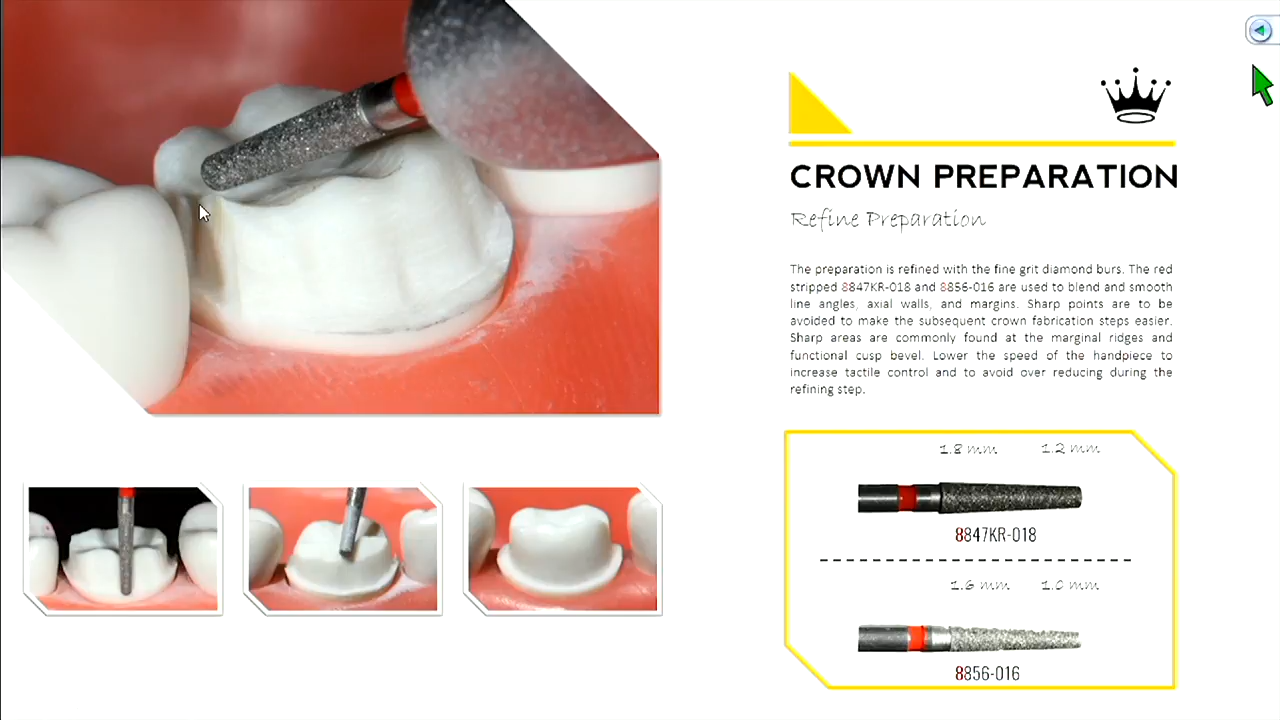 CROWN PREPARATION
Refine Preparation
The preparation is refined with the fine grit diamond burs. The red
stripped 8847KR-018 and 8856-016 are used to blend and smooth
line angles, axial walls, and margins. Sharp points are to be
avoided to make the subsequent crown fabrication steps easier.
Sharp areas are commonly found at the marginal ridges and
functional cusp bevel. Lower the speed of the handpiece to
increase tactile control and to avoid over reducing during the
refining step.
1.8 mm 1.2 mm
8847KR-018
1.6 mm 1.0 mm
8856-016